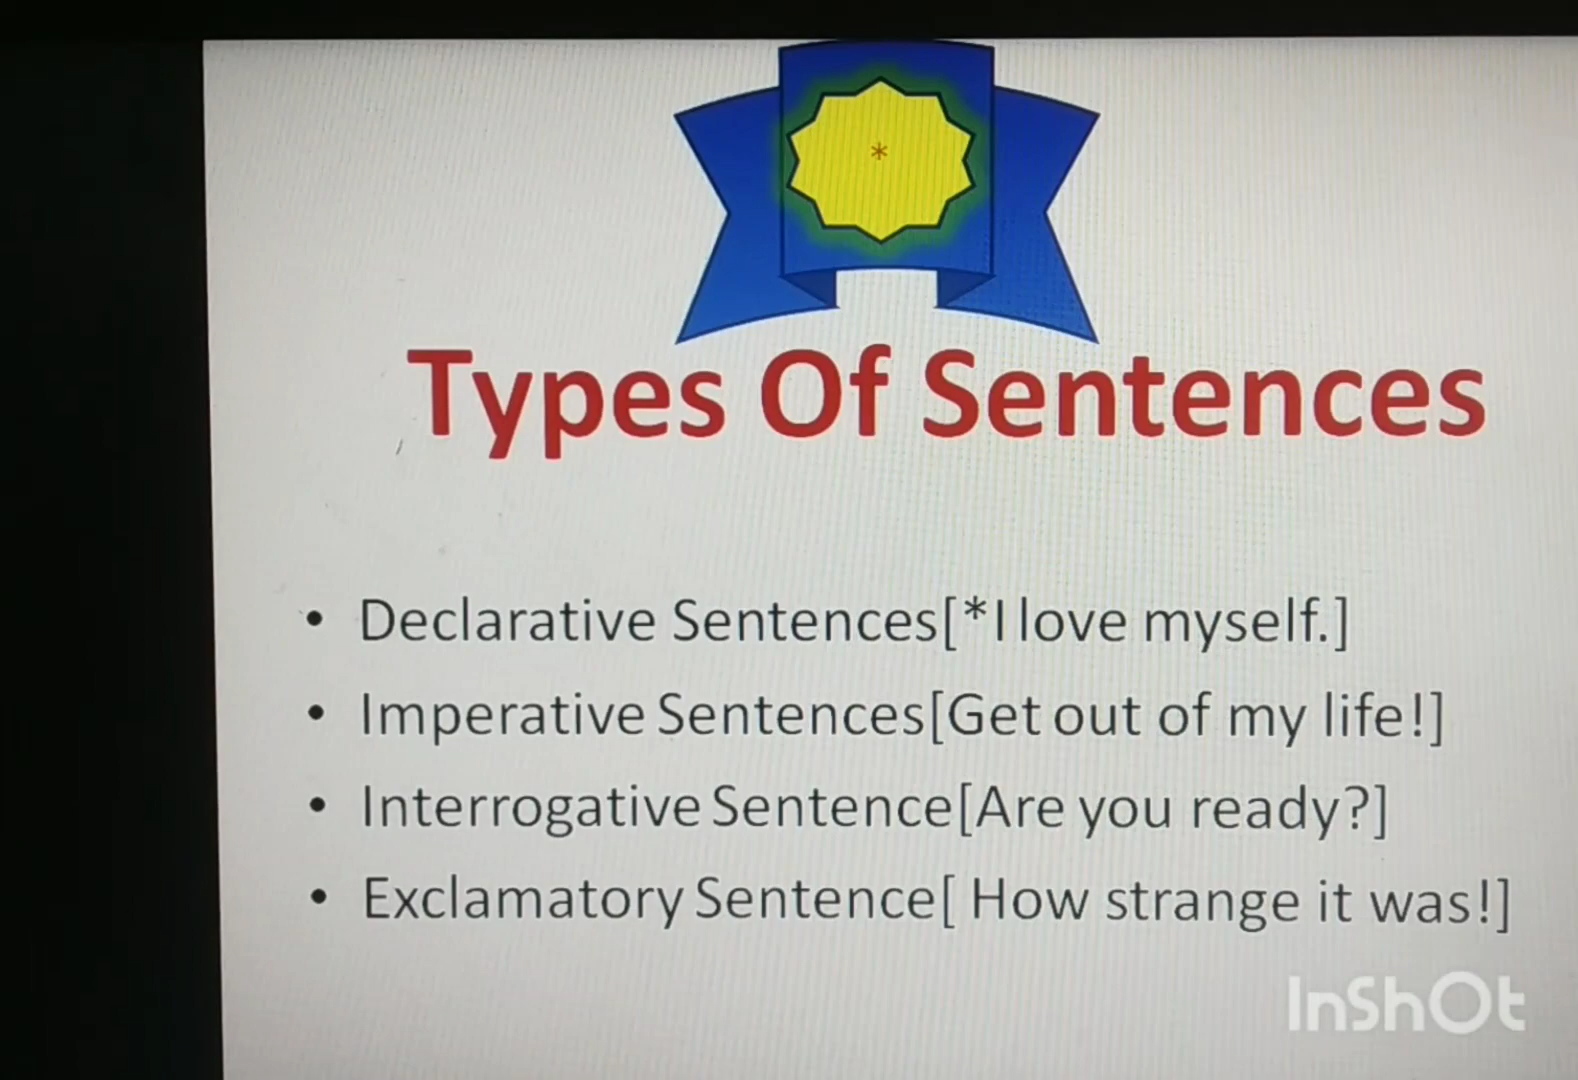 *
Types Of Sentences
• Declarative Sentences[*I love myself.]
• Imperative Sentences[Get out of my life!]
• Interrogative Sentence[Are you ready?]
• Exclamatory Sentence[ How strange it was!]
InShOt